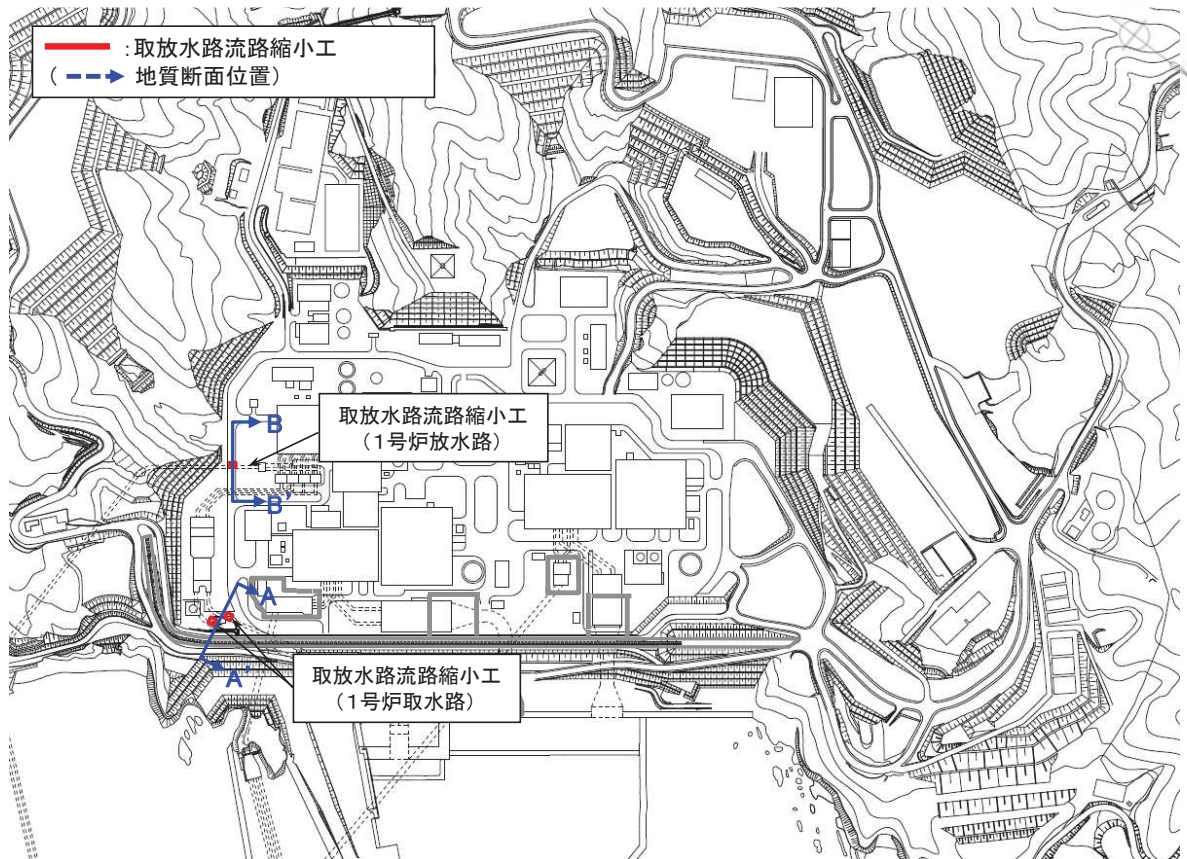 :取放水路流路縮小工
( 地質断面位置)
B
取放水路流路縮小工
(1号炉放水路)
B'
A
取放水路流路縮小工
(1号炉取水路)
A'